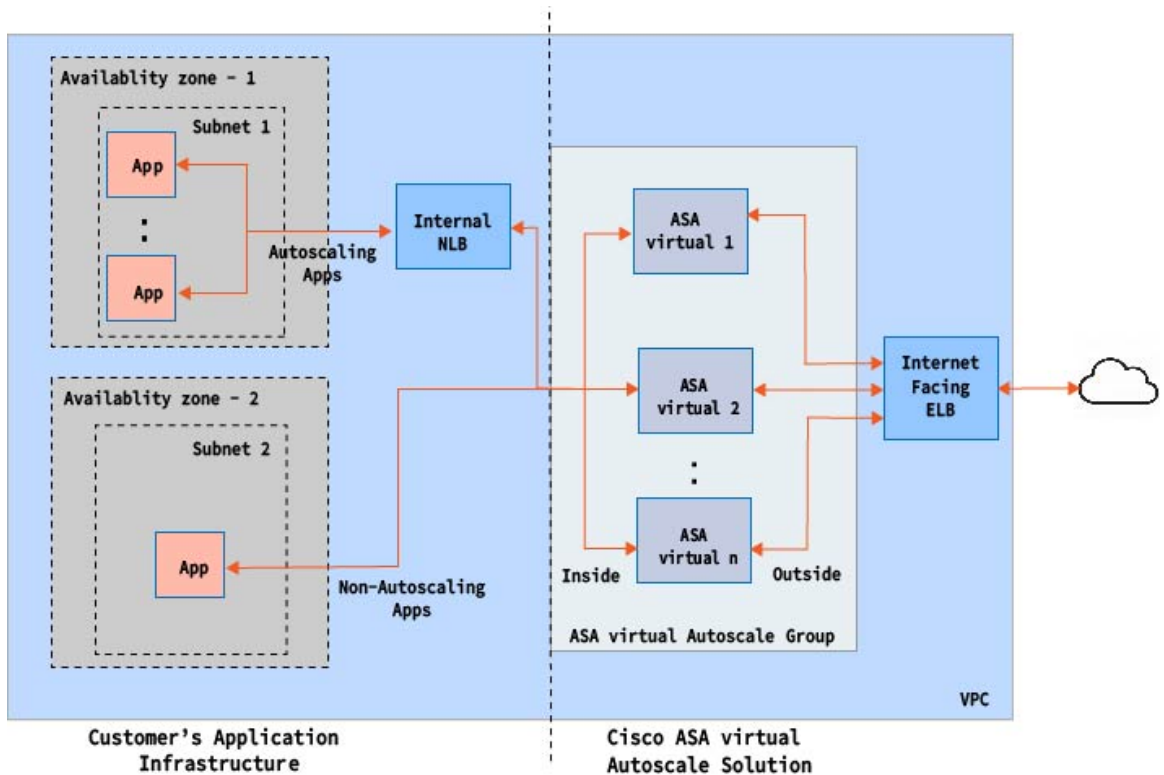 Availablity zone - 1
Subnet 1
App
:
App
Autoscaling
Apps
Internal
NLB
Availablity zone - 2
Subnet 2
App
Non-Autoscaling
Apps
ASA
virtual 1
ASA
virtual 2
:
ASA
virtual n
Inside
Outside
ASA virtual Autoscale Group
Internet
Facing
ELB
VPC
Customer's Application
Infrastructure
Cisco ASA virtual
Autoscale Solution